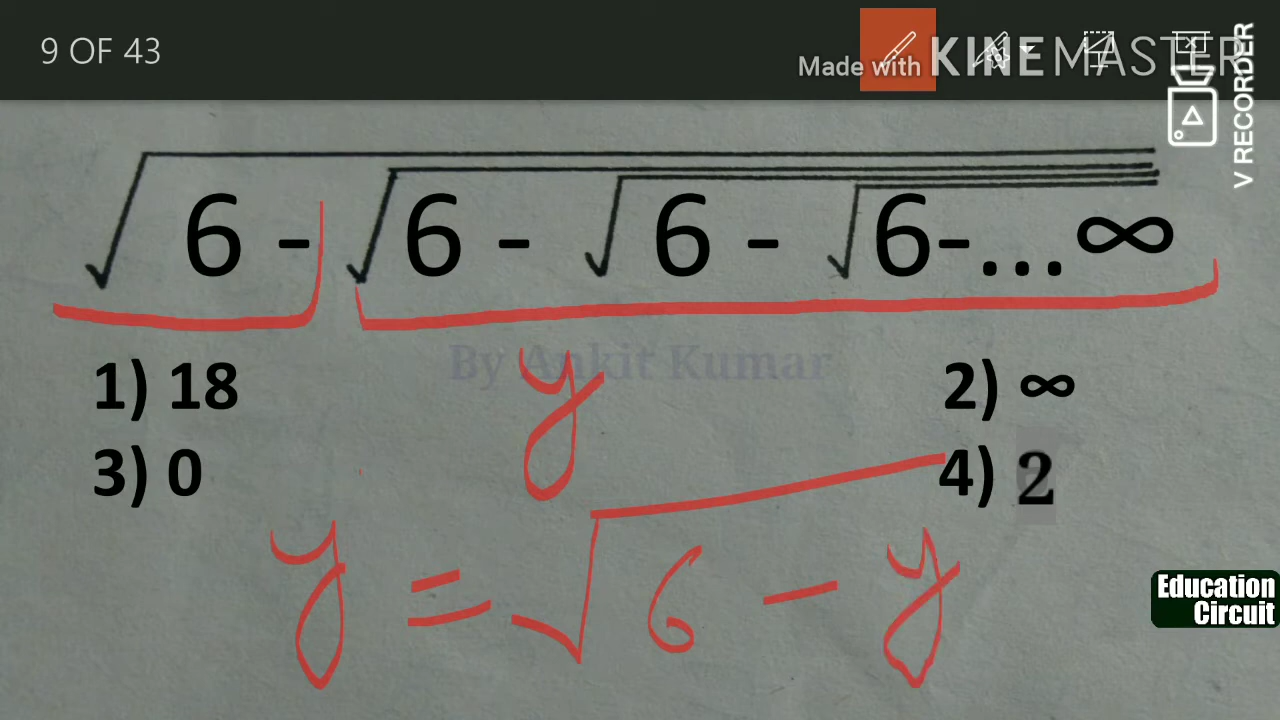 9 OF 43
Made with KINEMASTER
V RECORDER
√6 - √6 - √6 - √6-...∞
By Ankit Kumar
1) 18
2) ∞
3) 0
4) 2
y
y = √6 - y
Education
Circuit